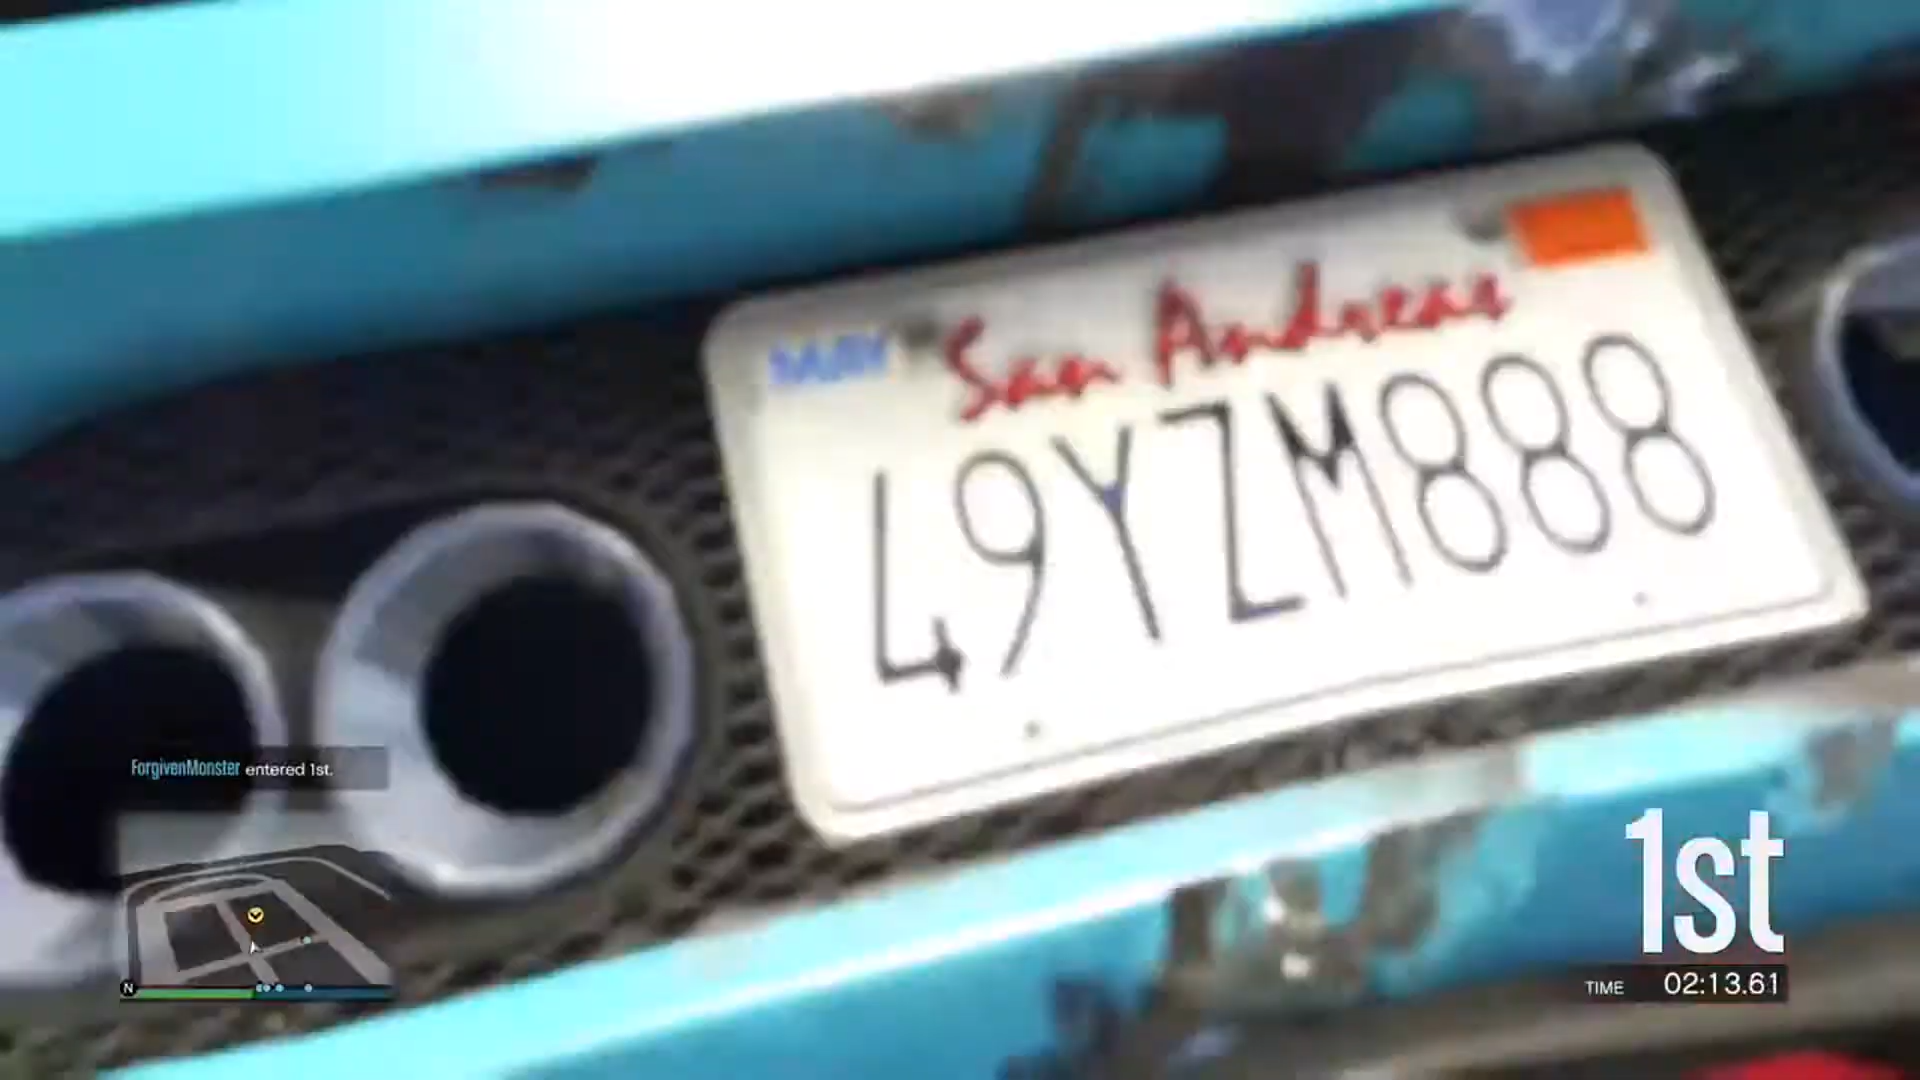 San Andreas
49YZM888
ForgivenMonster entered 1st.
N
1st
TIME 02:13.61